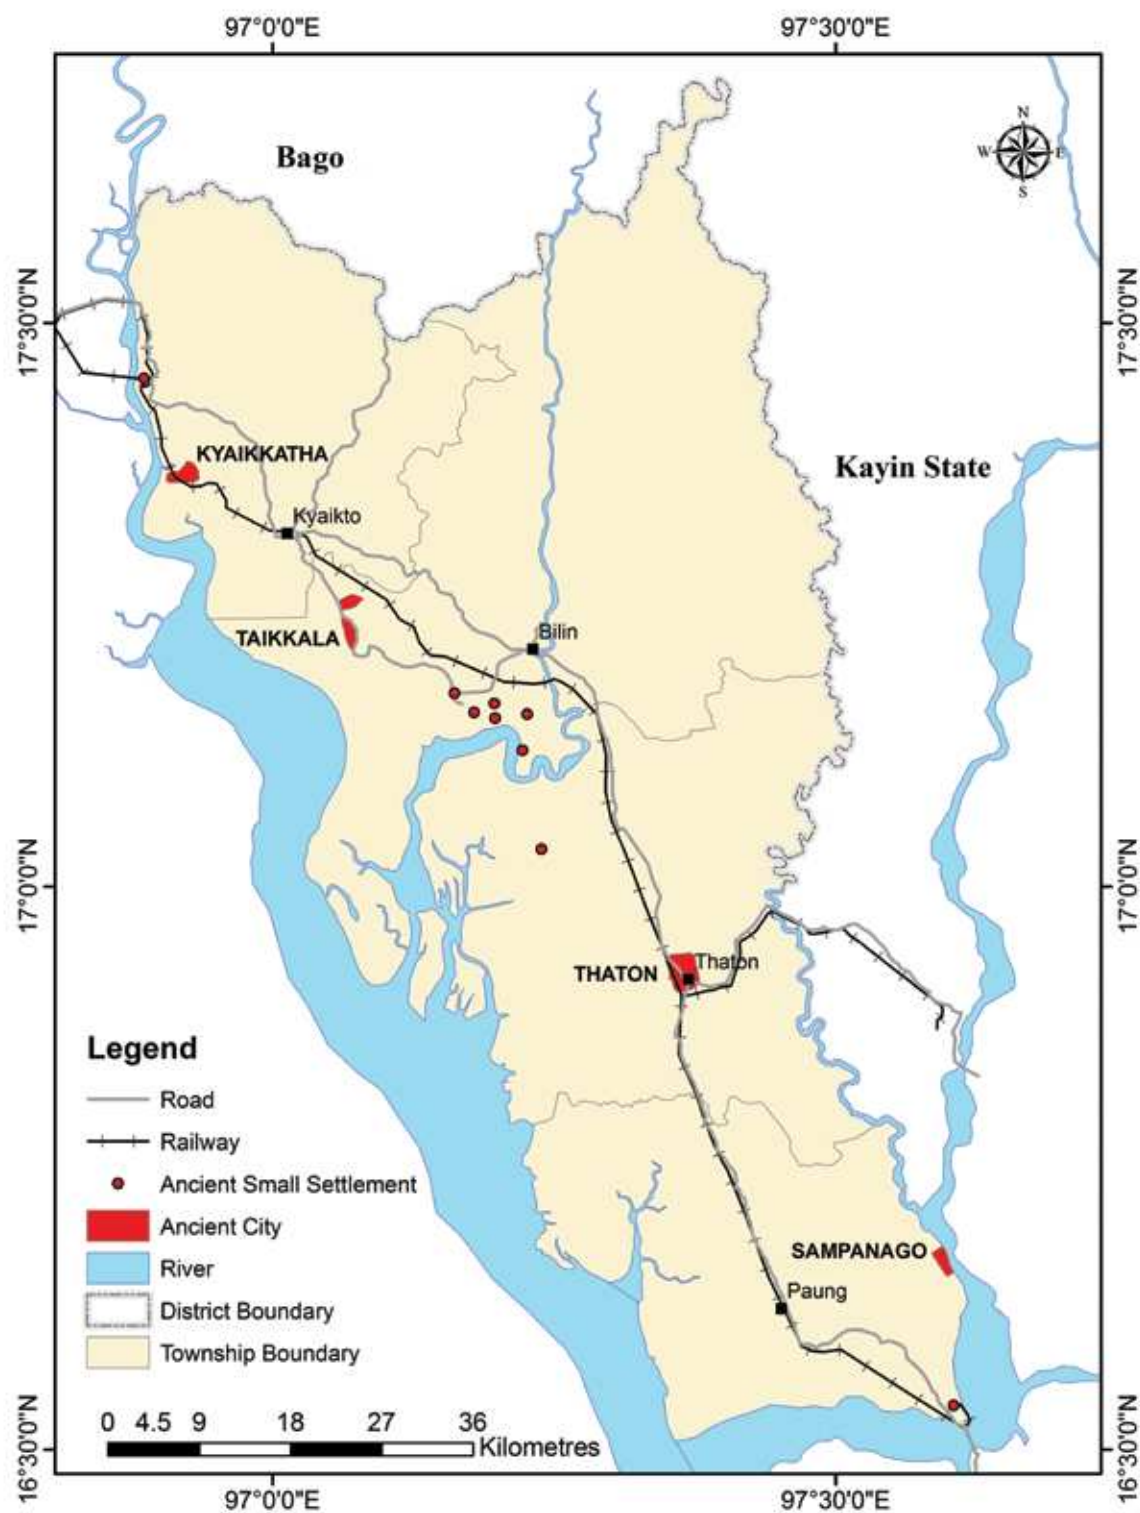 97°0'0"E
97°30'0"E
Bago
N
W
E
S
17°30'0"N
17°30'0"N
KYAIKKATHA
Kayin State
Kyaikto
TAIKKALA
Bilin
17°0'0"N
17°0'0"N
THATON
Thaton
Legend
Road
Railway
Ancient Small Settlement
Ancient City
River
District Boundary
Township Boundary
SAMPANAGO
Paung
0 4.5 9 18 27 36
Kilometres
16°30'0"N
16°30'0"N
97°0'0"E
97°30'0"E